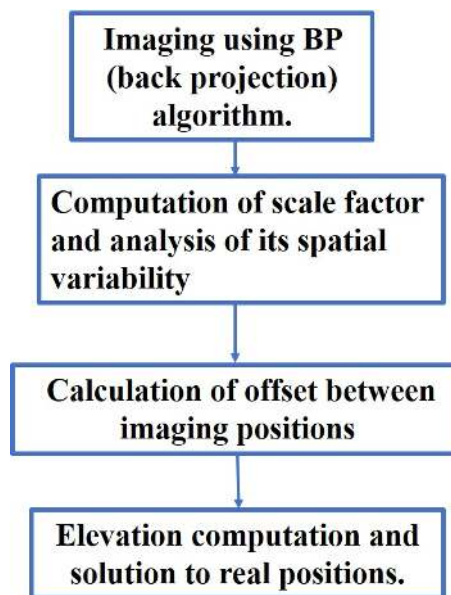 Imaging using BP
(back projection)
algorithm.
Computation of scale factor
and analysis of its spatial
variability
Calculation of offset between
imaging positions
Elevation computation and
solution to real positions.